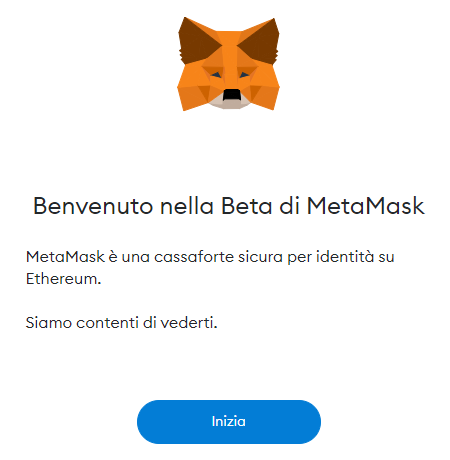 Benvenuto nella Beta di MetaMask
MetaMask è una cassaforte sicura per identità su
Ethereum.
Siamo contenti di vederti.
Inizia